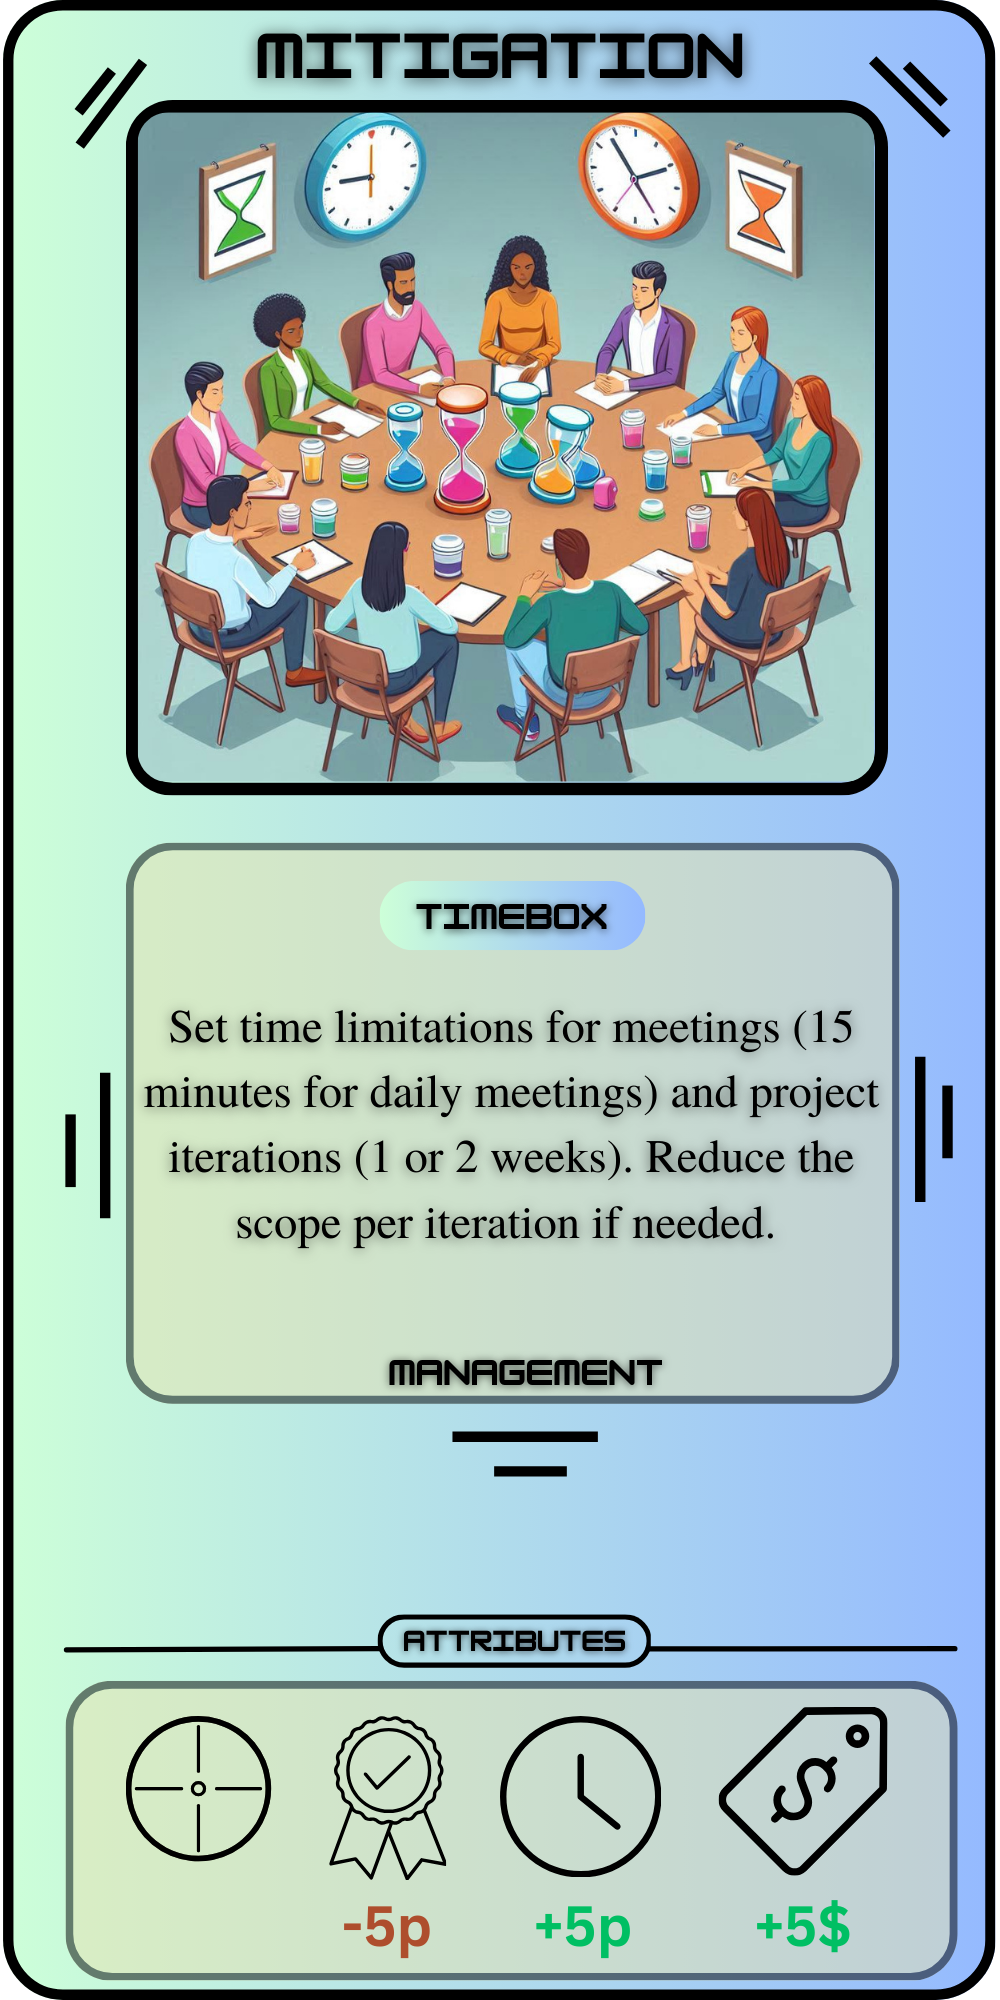 MITIGATION
TIMEBOX
Set time limitations for meetings (15
minutes for daily meetings) and project
iterations (1 or 2 weeks). Reduce the
scope per iteration if needed.
MANAGEMENT
ATTRIBUTES
$
-5p +5p +5$